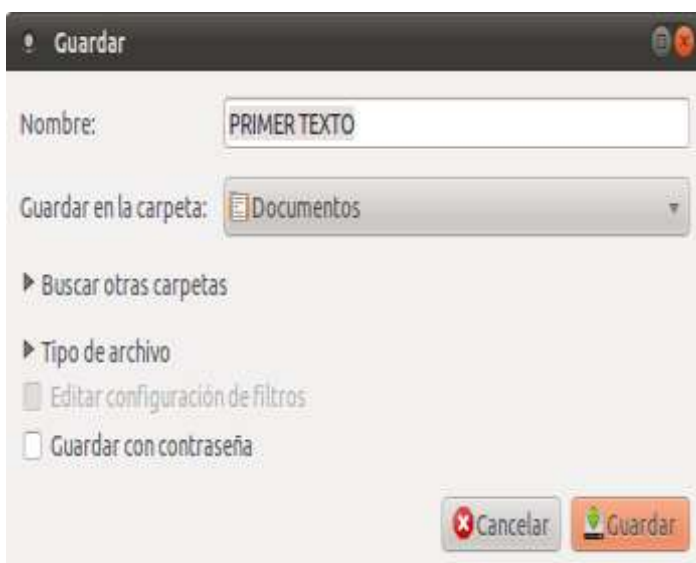 Guardar
Nombre: PRIMER TEXTO
Guardar en la carpeta: Documentos
Buscar otras carpetas
Tipo de archivo
Editar configuración de filtros
Guardar con contraseña
Cancelar Guardar